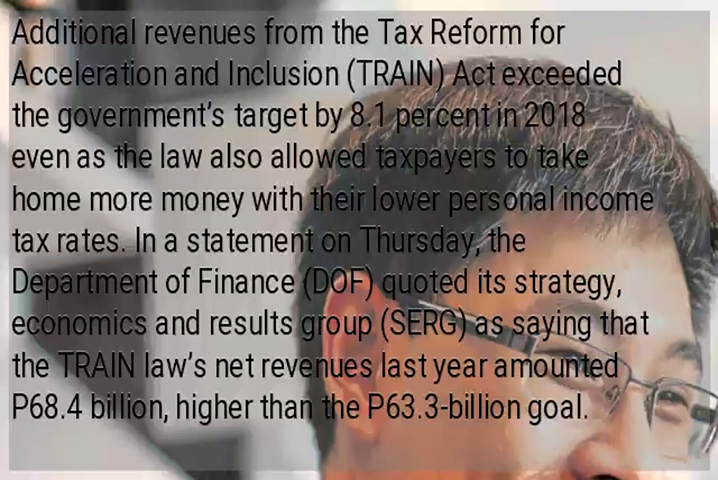 Additional revenues from the Tax Reform for
Acceleration and Inclusion (TRAIN) Act exceeded
the government’s target by 8.1 percent in 2018
even as the law also allowed taxpayers to take
home more money with their lower personal income
tax rates. In a statement on Thursday, the
Department of Finance (DOF) quoted its strategy,
economics and results group (SERG) as saying that
the TRAIN law’s net revenues last year amounted
P68.4 billion, higher than the P63.3-billion goal.